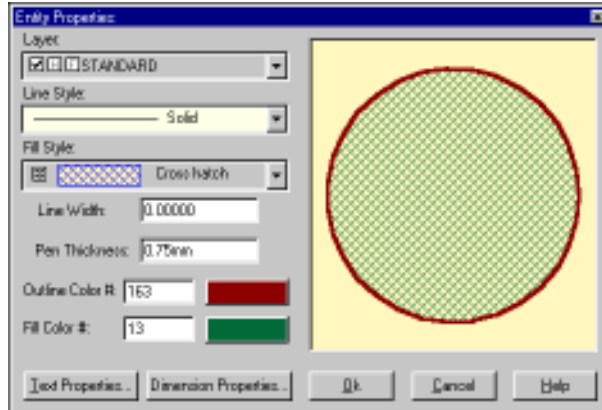 Entity Properties
Layer:
STANDARD
Line Style:
Solid
Fill Style:
Cross hatch
Line Width: 0.00000
Pen Thickness: 0.75mm
Outline Color #: 163
Fill Color #: 13
Text Properties... Dimension Properties... Ok Cancel Help